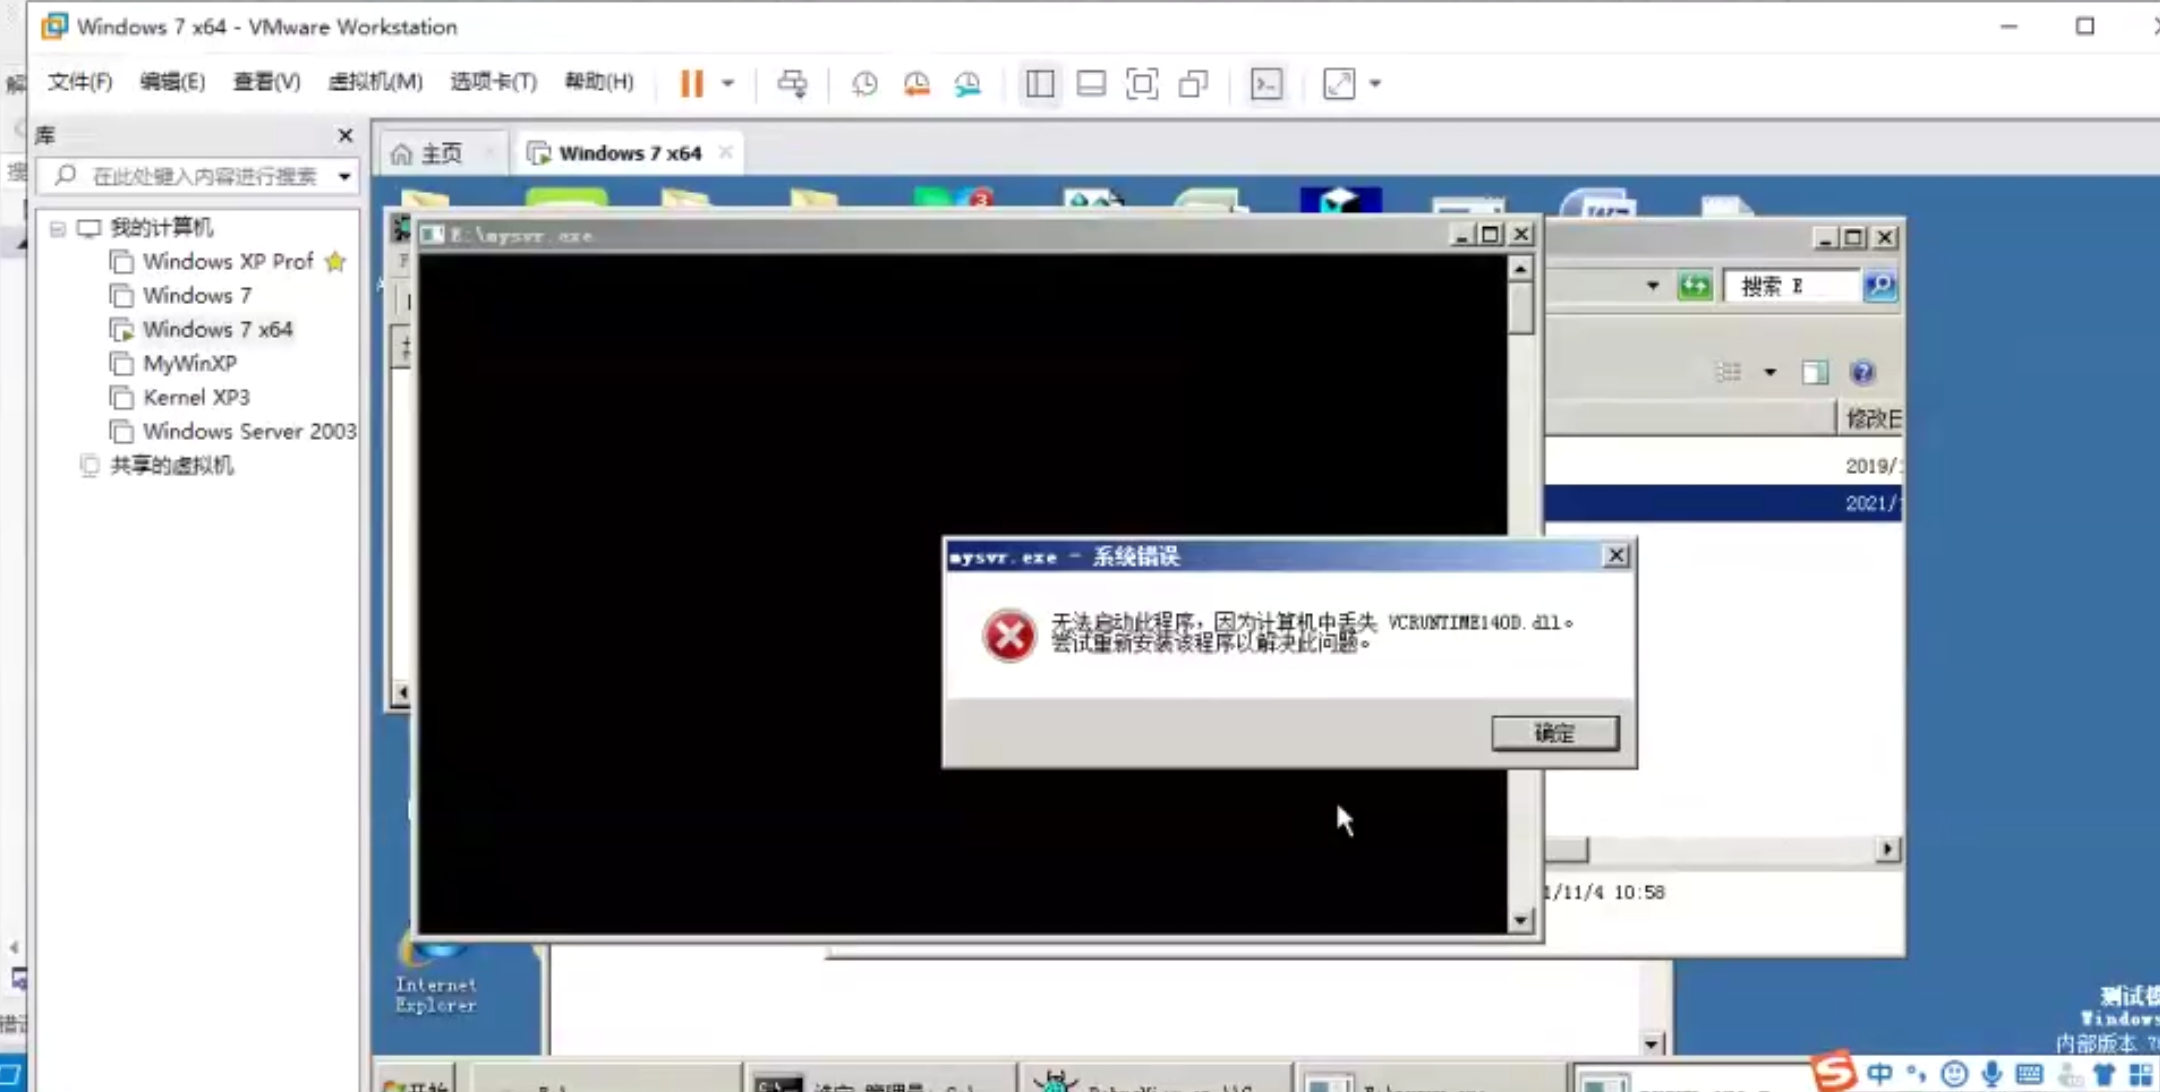 Windows 7 x64 - VMware Workstation
文件(F) 编辑(E) 查看(V) 虚拟机(M) 选项卡(T) 帮助(H)
库
在此处键入内容进行搜索
主页
Windows 7 x64
我的计算机
Windows XP Prof
Windows 7
Windows 7 x64
MyWinXP
Kernel XP3
Windows Server 2003
共享的虚拟机
3
E:\mysvr.exe
搜索 E
修改日
2019/
2021/
mysvr.exe - 系统错误
无法启动此程序，因为计算机中丢失 VCRUNTIME140D.dll。
尝试重新安装该程序以解决此问题。
确定
1/11/4 10:58
Internet
Explorer
测试模
Windows
内部版本
开始
中